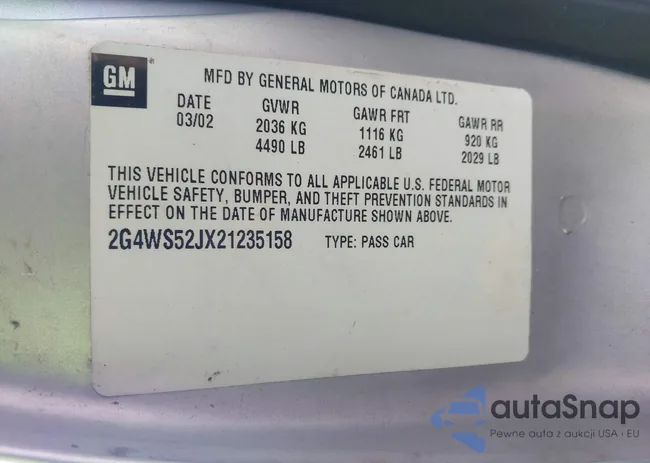 GM
MFD BY GENERAL MOTORS OF CANADA LTD.
DATE GVWR GAWR FRT GAWR RR
03/02 2036 KG 1116 KG 920 KG
4490 LB 2461 LB 2029 LB
THIS VEHICLE CONFORMS TO ALL APPLICABLE U.S. FEDERAL MOTOR
VEHICLE SAFETY, BUMPER, AND THEFT PREVENTION STANDARDS IN
EFFECT ON THE DATE OF MANUFACTURE SHOWN ABOVE.
2G4WS52JX21235158 TYPE: PASS CAR
autaSnap
Pewne auta z aukcji USA • EU